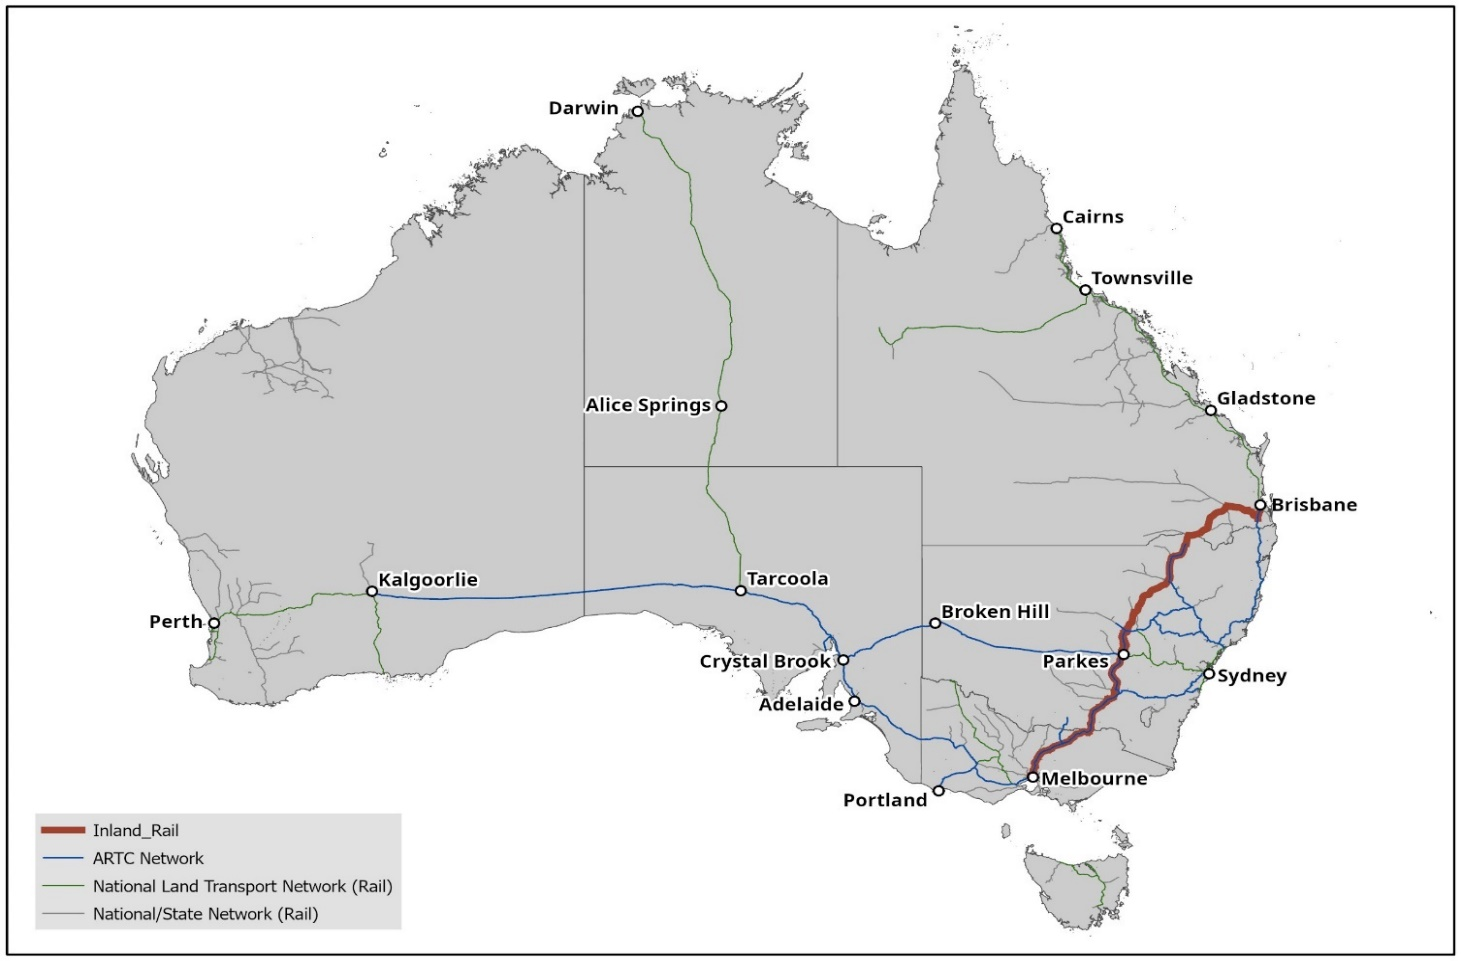 Darwin
Cairns
Townsville
Gladstone
Alice Springs
Brisbane
Kalgoorlie
Tarcoola
Broken Hill
Perth
Crystal Brook
Parkes
Sydney
Adelaide
Melbourne
Portland
Inland_Rail
ARTC Network
National Land Transport Network (Rail)
National/State Network (Rail)